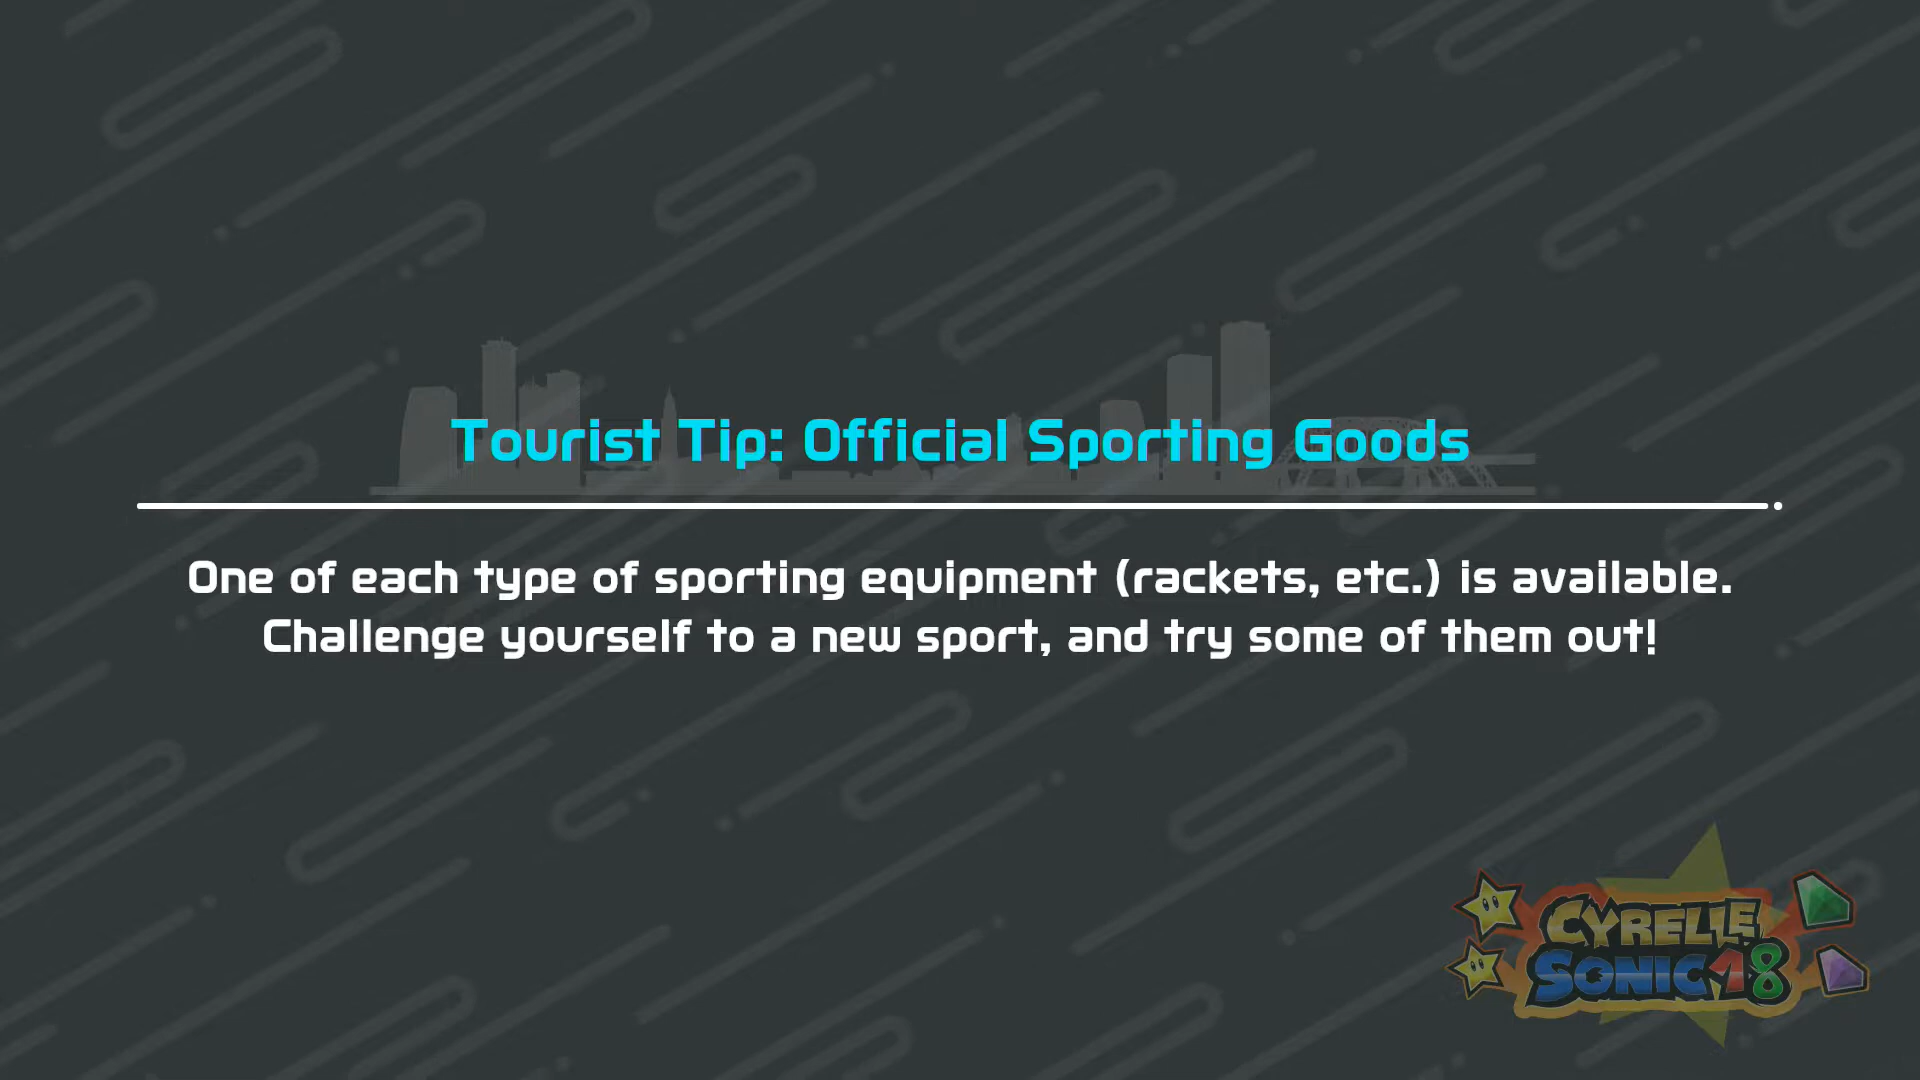 Tourist Tip: Official Sporting Goods
One of each type of sporting equipment (rackets, etc.) is available.
Challenge yourself to a new sport, and try some of them out!
CYRELLE
SONIC18